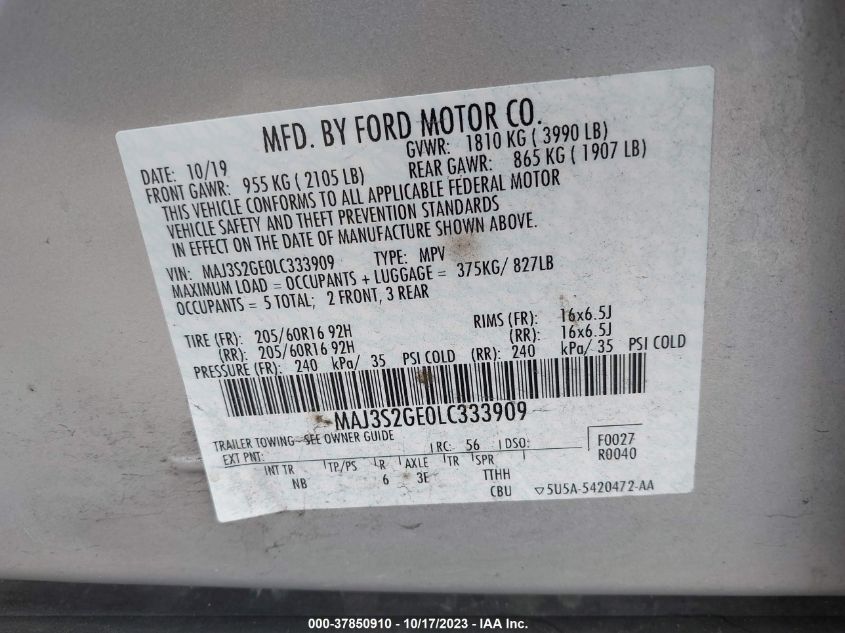 MFD. BY FORD MOTOR CO.
DATE: 10/19 GVWR: 1810 KG ( 3990 LB)
FRONT GAWR: 955 KG ( 2105 LB) REAR GAWR: 865 KG ( 1907 LB)
THIS VEHICLE CONFORMS TO ALL APPLICABLE FEDERAL MOTOR
VEHICLE SAFETY AND THEFT PREVENTION STANDARDS
IN EFFECT ON THE DATE OF MANUFACTURE SHOWN ABOVE.
VIN: MAJ3S2GE0LC333909 TYPE: MPV
MAXIMUM LOAD = OCCUPANTS + LUGGAGE = 375KG/ 827LB
OCCUPANTS = 5 TOTAL; 2 FRONT, 3 REAR
TIRE (FR): 205/60R16 92H RIMS (FR): 16x6.5J
(RR): 205/60R16 92H (RR): 16x6.5J
PRESSURE (FR): 240 kPa/ 35 PSI COLD (RR): 240 kPa/ 35 PSI COLD
MAJ3S2GE0LC333909
TRAILER TOWING-SEE OWNER GUIDE
EXT PNT: RC: 56 DSO: F0027
R0040
INT TR TP/PS R AXLE TR SPR
NB 6 3E TTHH
CBU ▽5U5A-5420472-AA
000-37850910 - 10/17/2023 - IAA Inc.